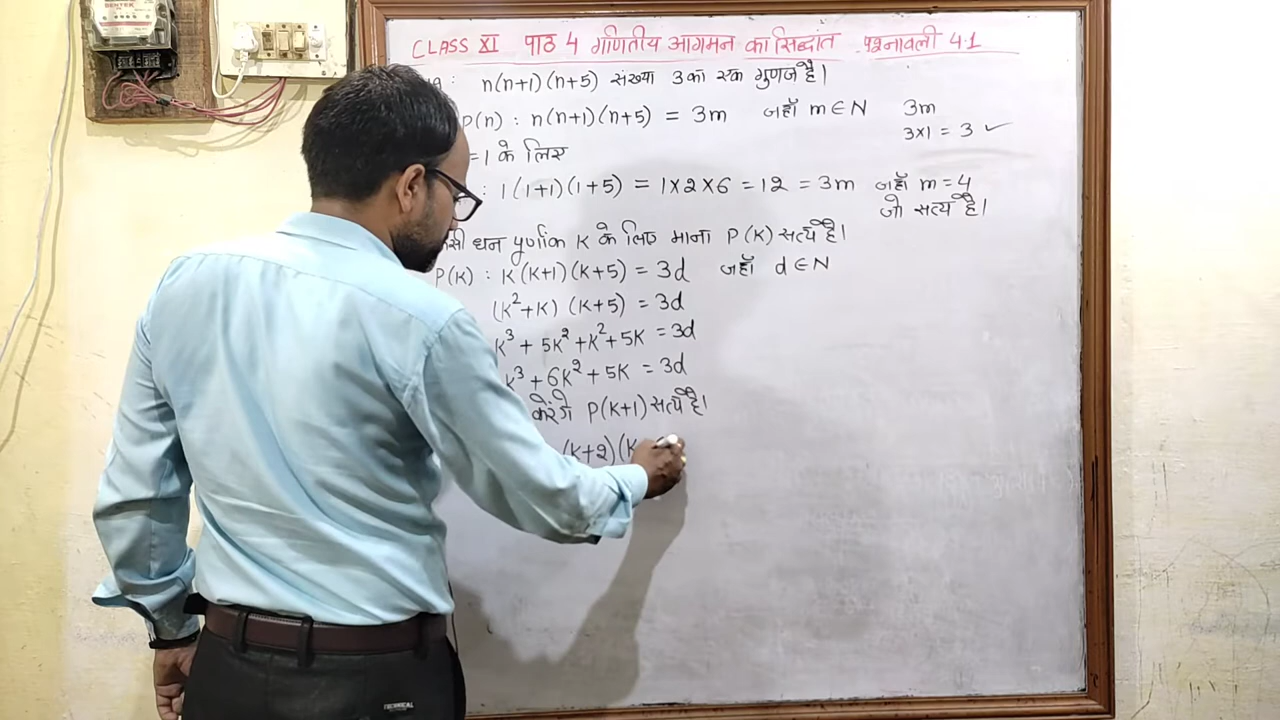 CLASS XI पाठ 4 गणितीय आगमन का सिद्धांत प्रश्नावली 4.1
n(n+1)(n+5) संख्या 3 का एक गुणज है।
P(n) : n(n+1)(n+5) = 3m जहाँ m∈N 3m
3×1 = 3 ✓
=1 के लिए
: 1(1+1)(1+5) = 1×2×6 = 12 = 3m जहाँ m=4
जो सत्य है।
धन पूर्णांक K के लिए माना P(K) सत्य है।
P(K) : K(K+1)(K+5) = 3d जहाँ d∈N
(K²+K) (K+5) = 3d
K³ + 5K² + K² + 5K = 3d
K³ + 6K² + 5K = 3d
करेंगे P(K+1) सत्य है।
(K+2)(K